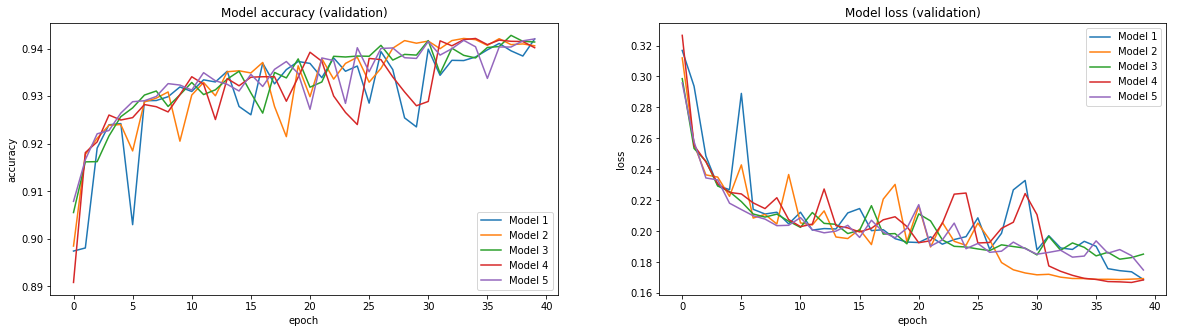 Model accuracy (validation)
accuracy
0.94
0.93
0.92
0.91
0.90
0.89
0
5
10
15
20
25
30
35
40
epoch
Model 1
Model 2
Model 3
Model 4
Model 5
Model loss (validation)
loss
0.32
0.30
0.28
0.26
0.24
0.22
0.20
0.18
0.16
0
5
10
15
20
25
30
35
40
epoch
Model 1
Model 2
Model 3
Model 4
Model 5